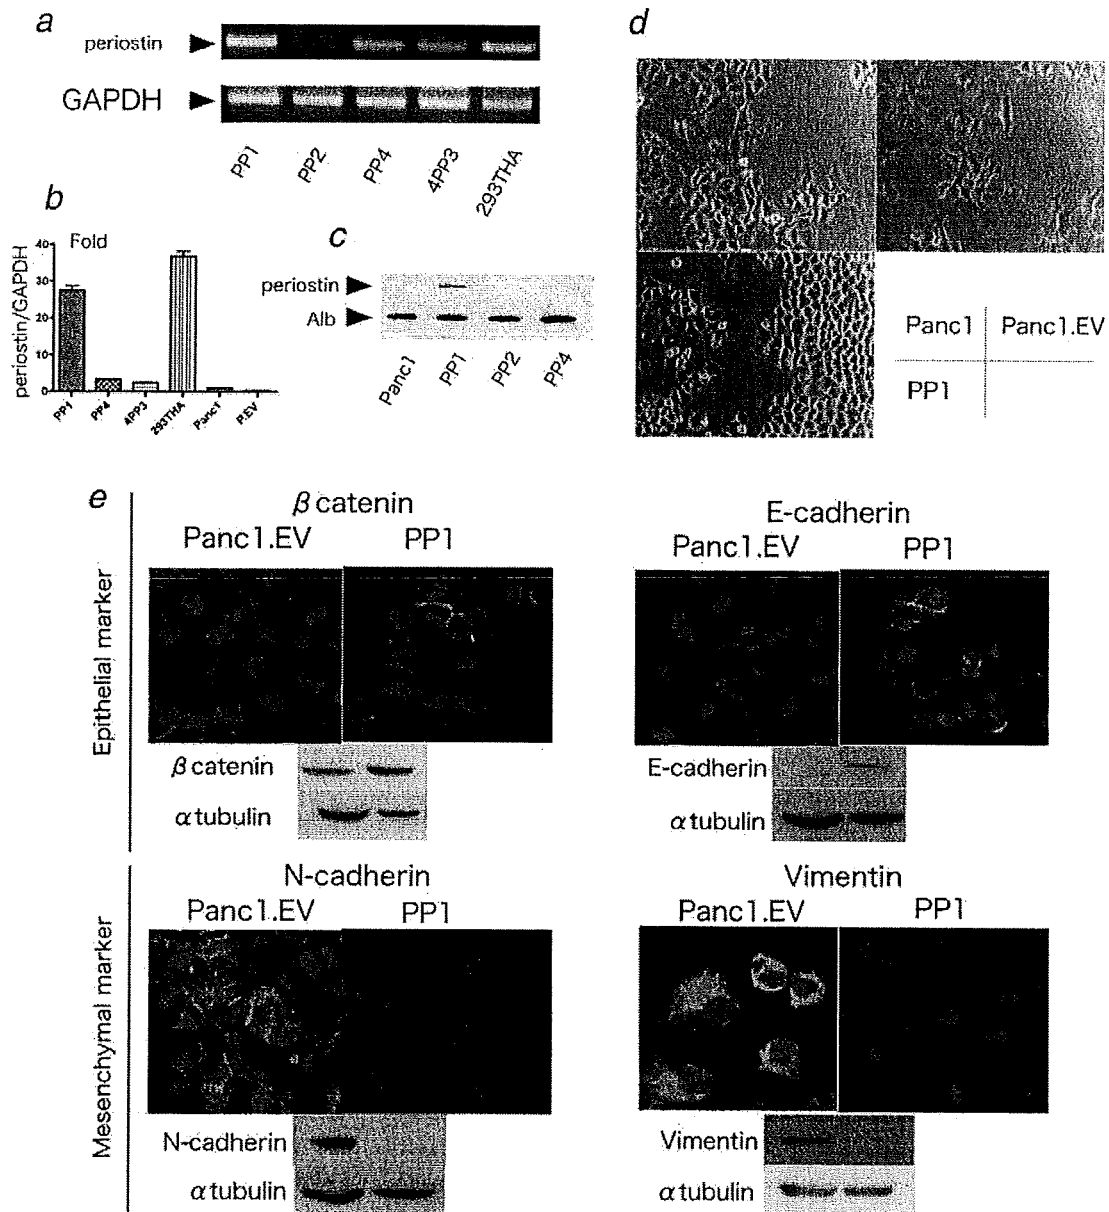 a
periostin
GAPDH
PP1 PP2 PP4 4PP3 293THA
b
Fold
periostin/GAPDH
40
30
20
10
0
PP1 PP4 4PP3 293THA Panc1 P.EV
c
periostin
Alb
Panc1 PP1 PP2 PP4
d
Panc1 Panc1.EV
PP1
e
Epithelial marker
β catenin
Panc1.EV PP1
β catenin
α tubulin
E-cadherin
Panc1.EV PP1
E-cadherin
α tubulin
Mesenchymal marker
N-cadherin
Panc1.EV PP1
N-cadherin
α tubulin
Vimentin
Panc1.EV PP1
Vimentin
α tubulin